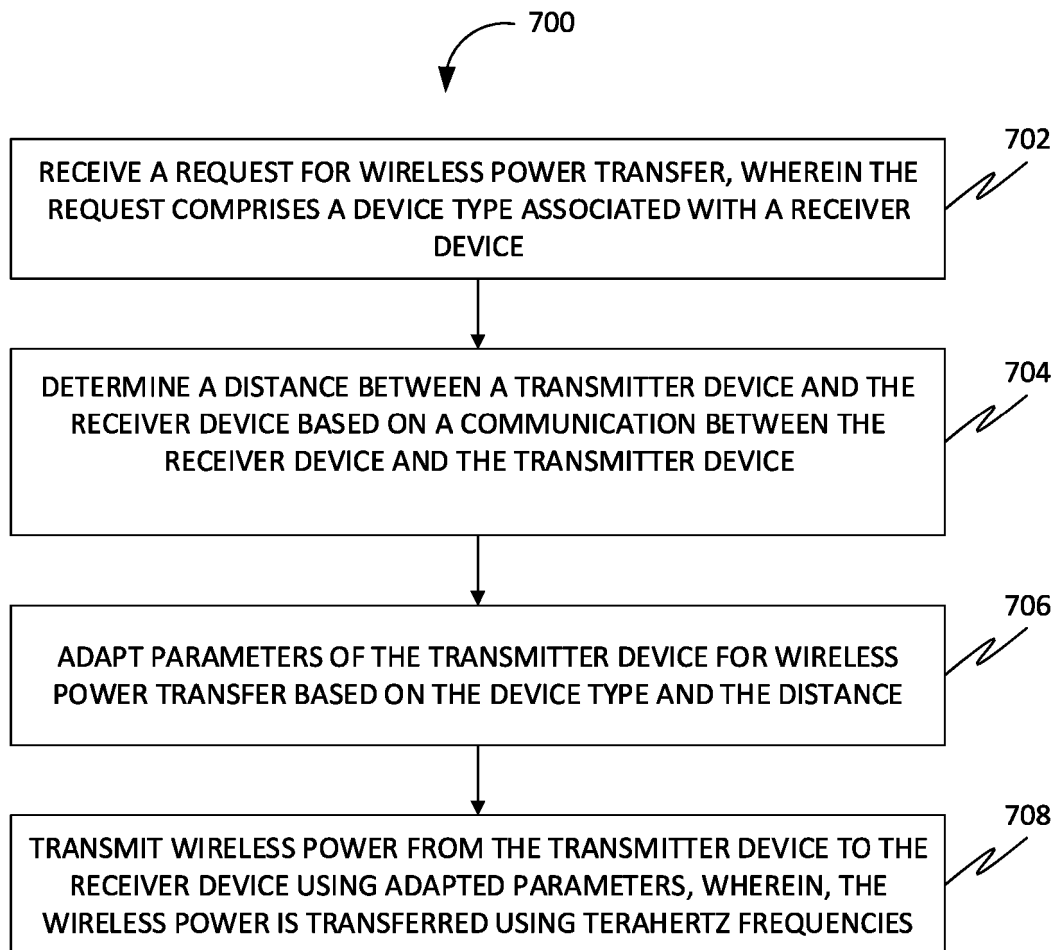 700
702
RECEIVE A REQUEST FOR WIRELESS POWER TRANSFER, WHEREIN THE
REQUEST COMPRISES A DEVICE TYPE ASSOCIATED WITH A RECEIVER
DEVICE
704
DETERMINE A DISTANCE BETWEEN A TRANSMITTER DEVICE AND THE
RECEIVER DEVICE BASED ON A COMMUNICATION BETWEEN THE
RECEIVER DEVICE AND THE TRANSMITTER DEVICE
706
ADAPT PARAMETERS OF THE TRANSMITTER DEVICE FOR WIRELESS
POWER TRANSFER BASED ON THE DEVICE TYPE AND THE DISTANCE
708
TRANSMIT WIRELESS POWER FROM THE TRANSMITTER DEVICE TO THE
RECEIVER DEVICE USING ADAPTED PARAMETERS, WHEREIN, THE
WIRELESS POWER IS TRANSFERRED USING TERAHERTZ FREQUENCIES